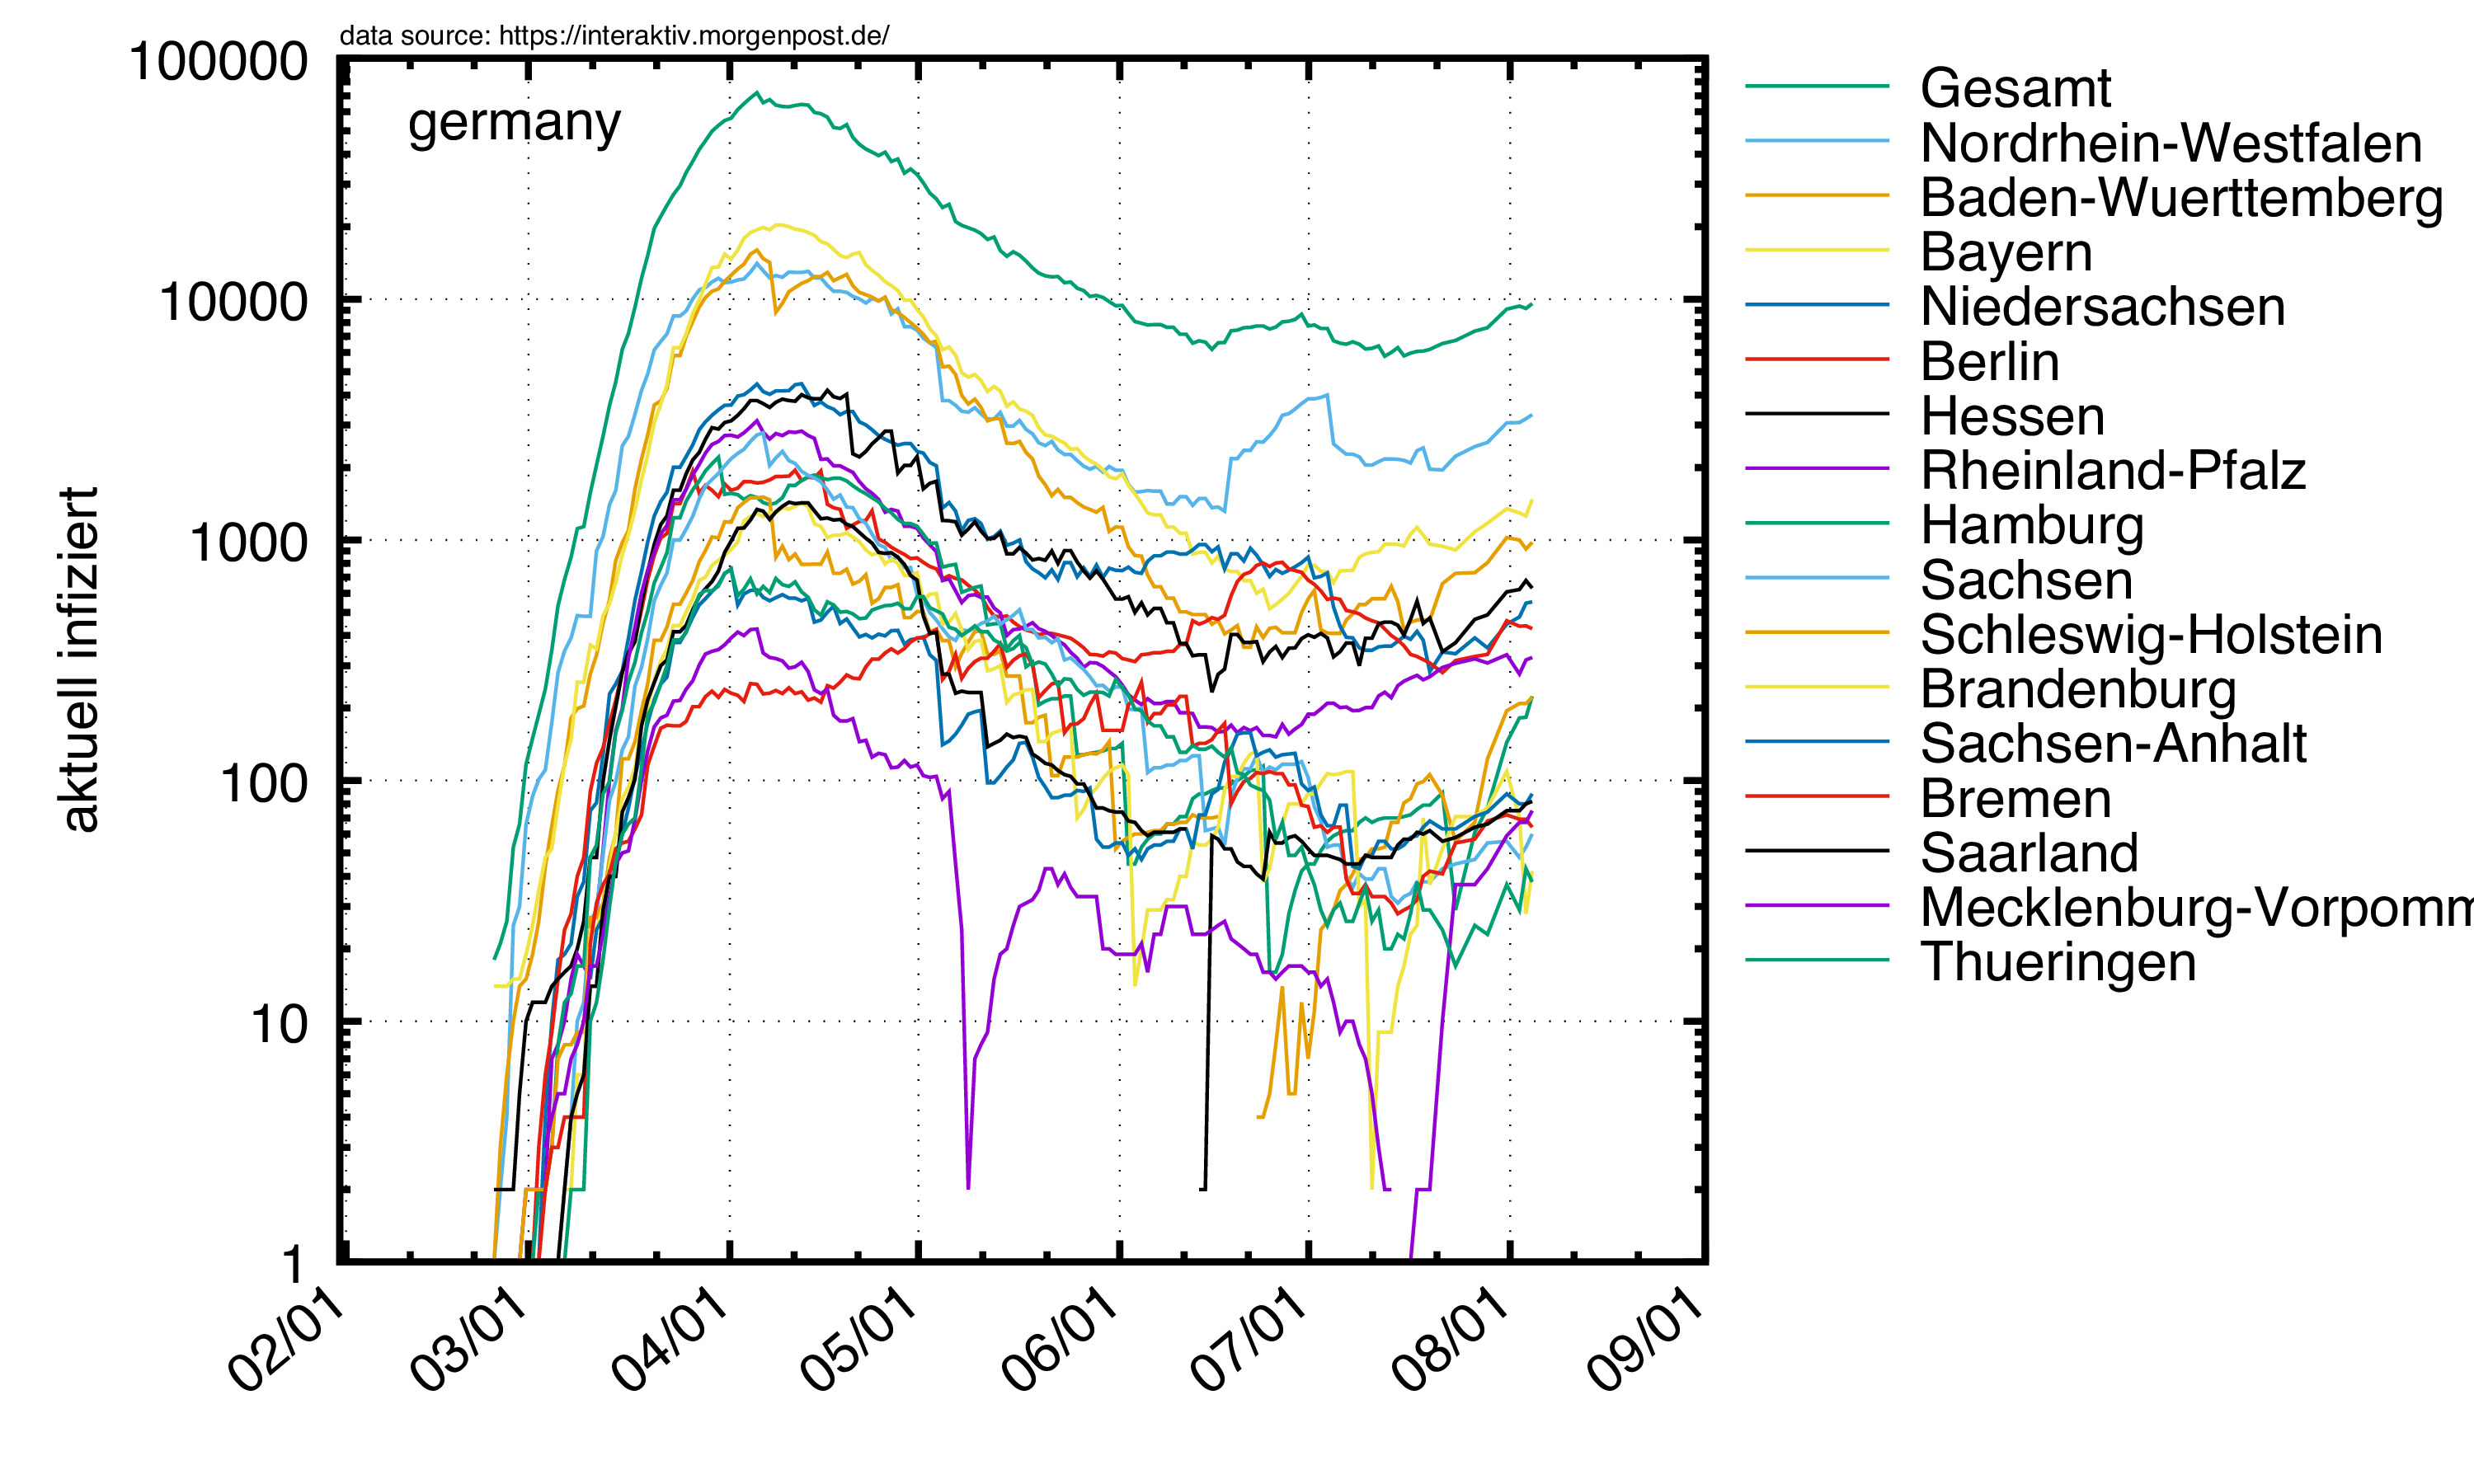 data source: https://interaktiv.morgenpost.de/
germany
aktuell infiziert
100000
10000
1000
100
10
1
02/01
03/01
04/01
05/01
06/01
07/01
08/01
09/01
Gesamt
Nordrhein-Westfalen
Baden-Wuerttemberg
Bayern
Niedersachsen
Berlin
Hessen
Rheinland-Pfalz
Hamburg
Sachsen
Schleswig-Holstein
Brandenburg
Sachsen-Anhalt
Bremen
Saarland
Mecklenburg-Vorpomm
Thueringen